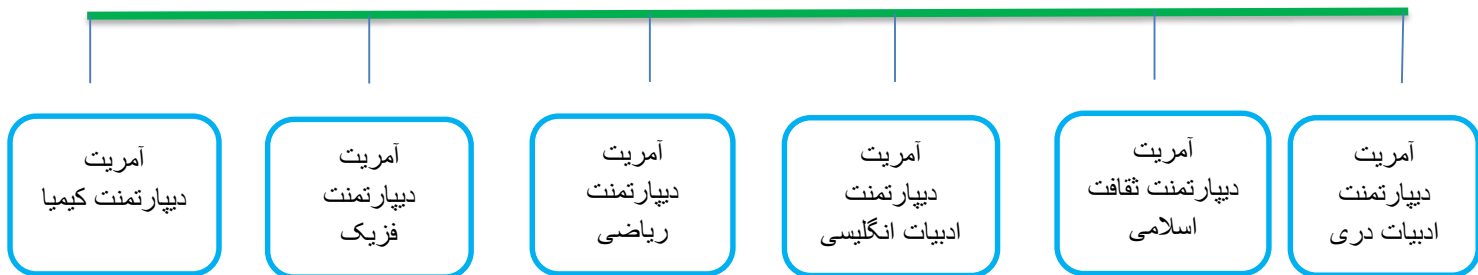 آمریت
دیپارتمنت
ادبیات دری
آمریت
دیپارتمنت ثقافت
اسلامی
آمریت
دیپارتمنت
ادبیات انگلیسی
آمریت
دیپارتمنت
ریاضی
آمریت
دیپارتمنت
فزیک
آمریت
دیپارتمنت کیمیا